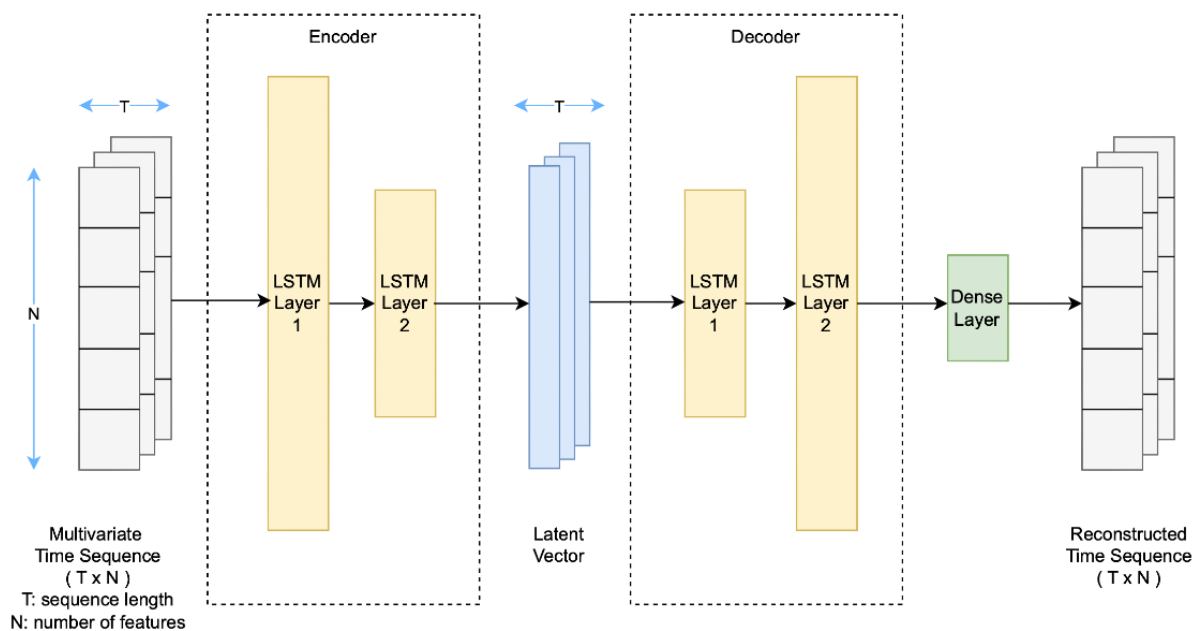 Encoder
Decoder
T
T
N
LSTM
Layer
1
LSTM
Layer
2
LSTM
Layer
1
LSTM
Layer
2
Dense
Layer
Multivariate
Time Sequence
( T x N )
T: sequence length
N: number of features
Latent
Vector
Reconstructed
Time Sequence
( T x N )